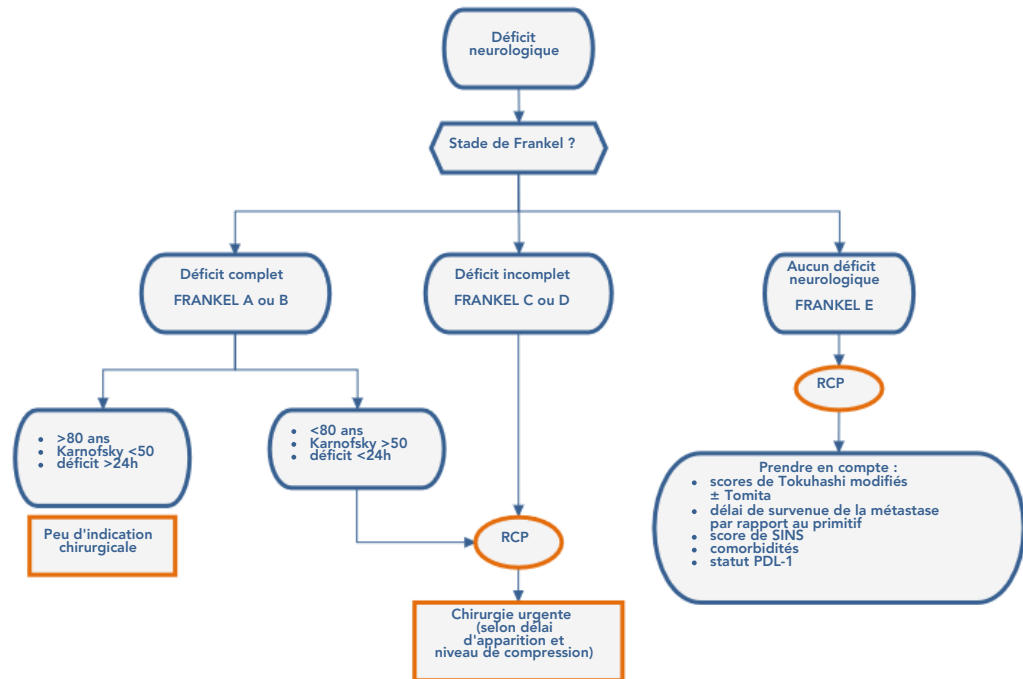 Déficit
neurologique
Stade de Frankel ?
Déficit complet
FRANKEL A ou B
Déficit incomplet
FRANKEL C ou D
Aucun déficit
neurologique
FRANKEL E
RCP
• >80 ans
• Karnofsky <50
• déficit >24h
• <80 ans
• Karnofsky >50
• déficit <24h
Prendre en compte :
• scores de Tokuhashi modifiés
± Tomita
• délai de survenue de la métastase
par rapport au primitif
• score de SINS
• comorbidités
• statut PDL-1
Peu d'indication
chirurgicale
RCP
Chirurgie urgente
(selon délai
d'apparition et
niveau de compression)